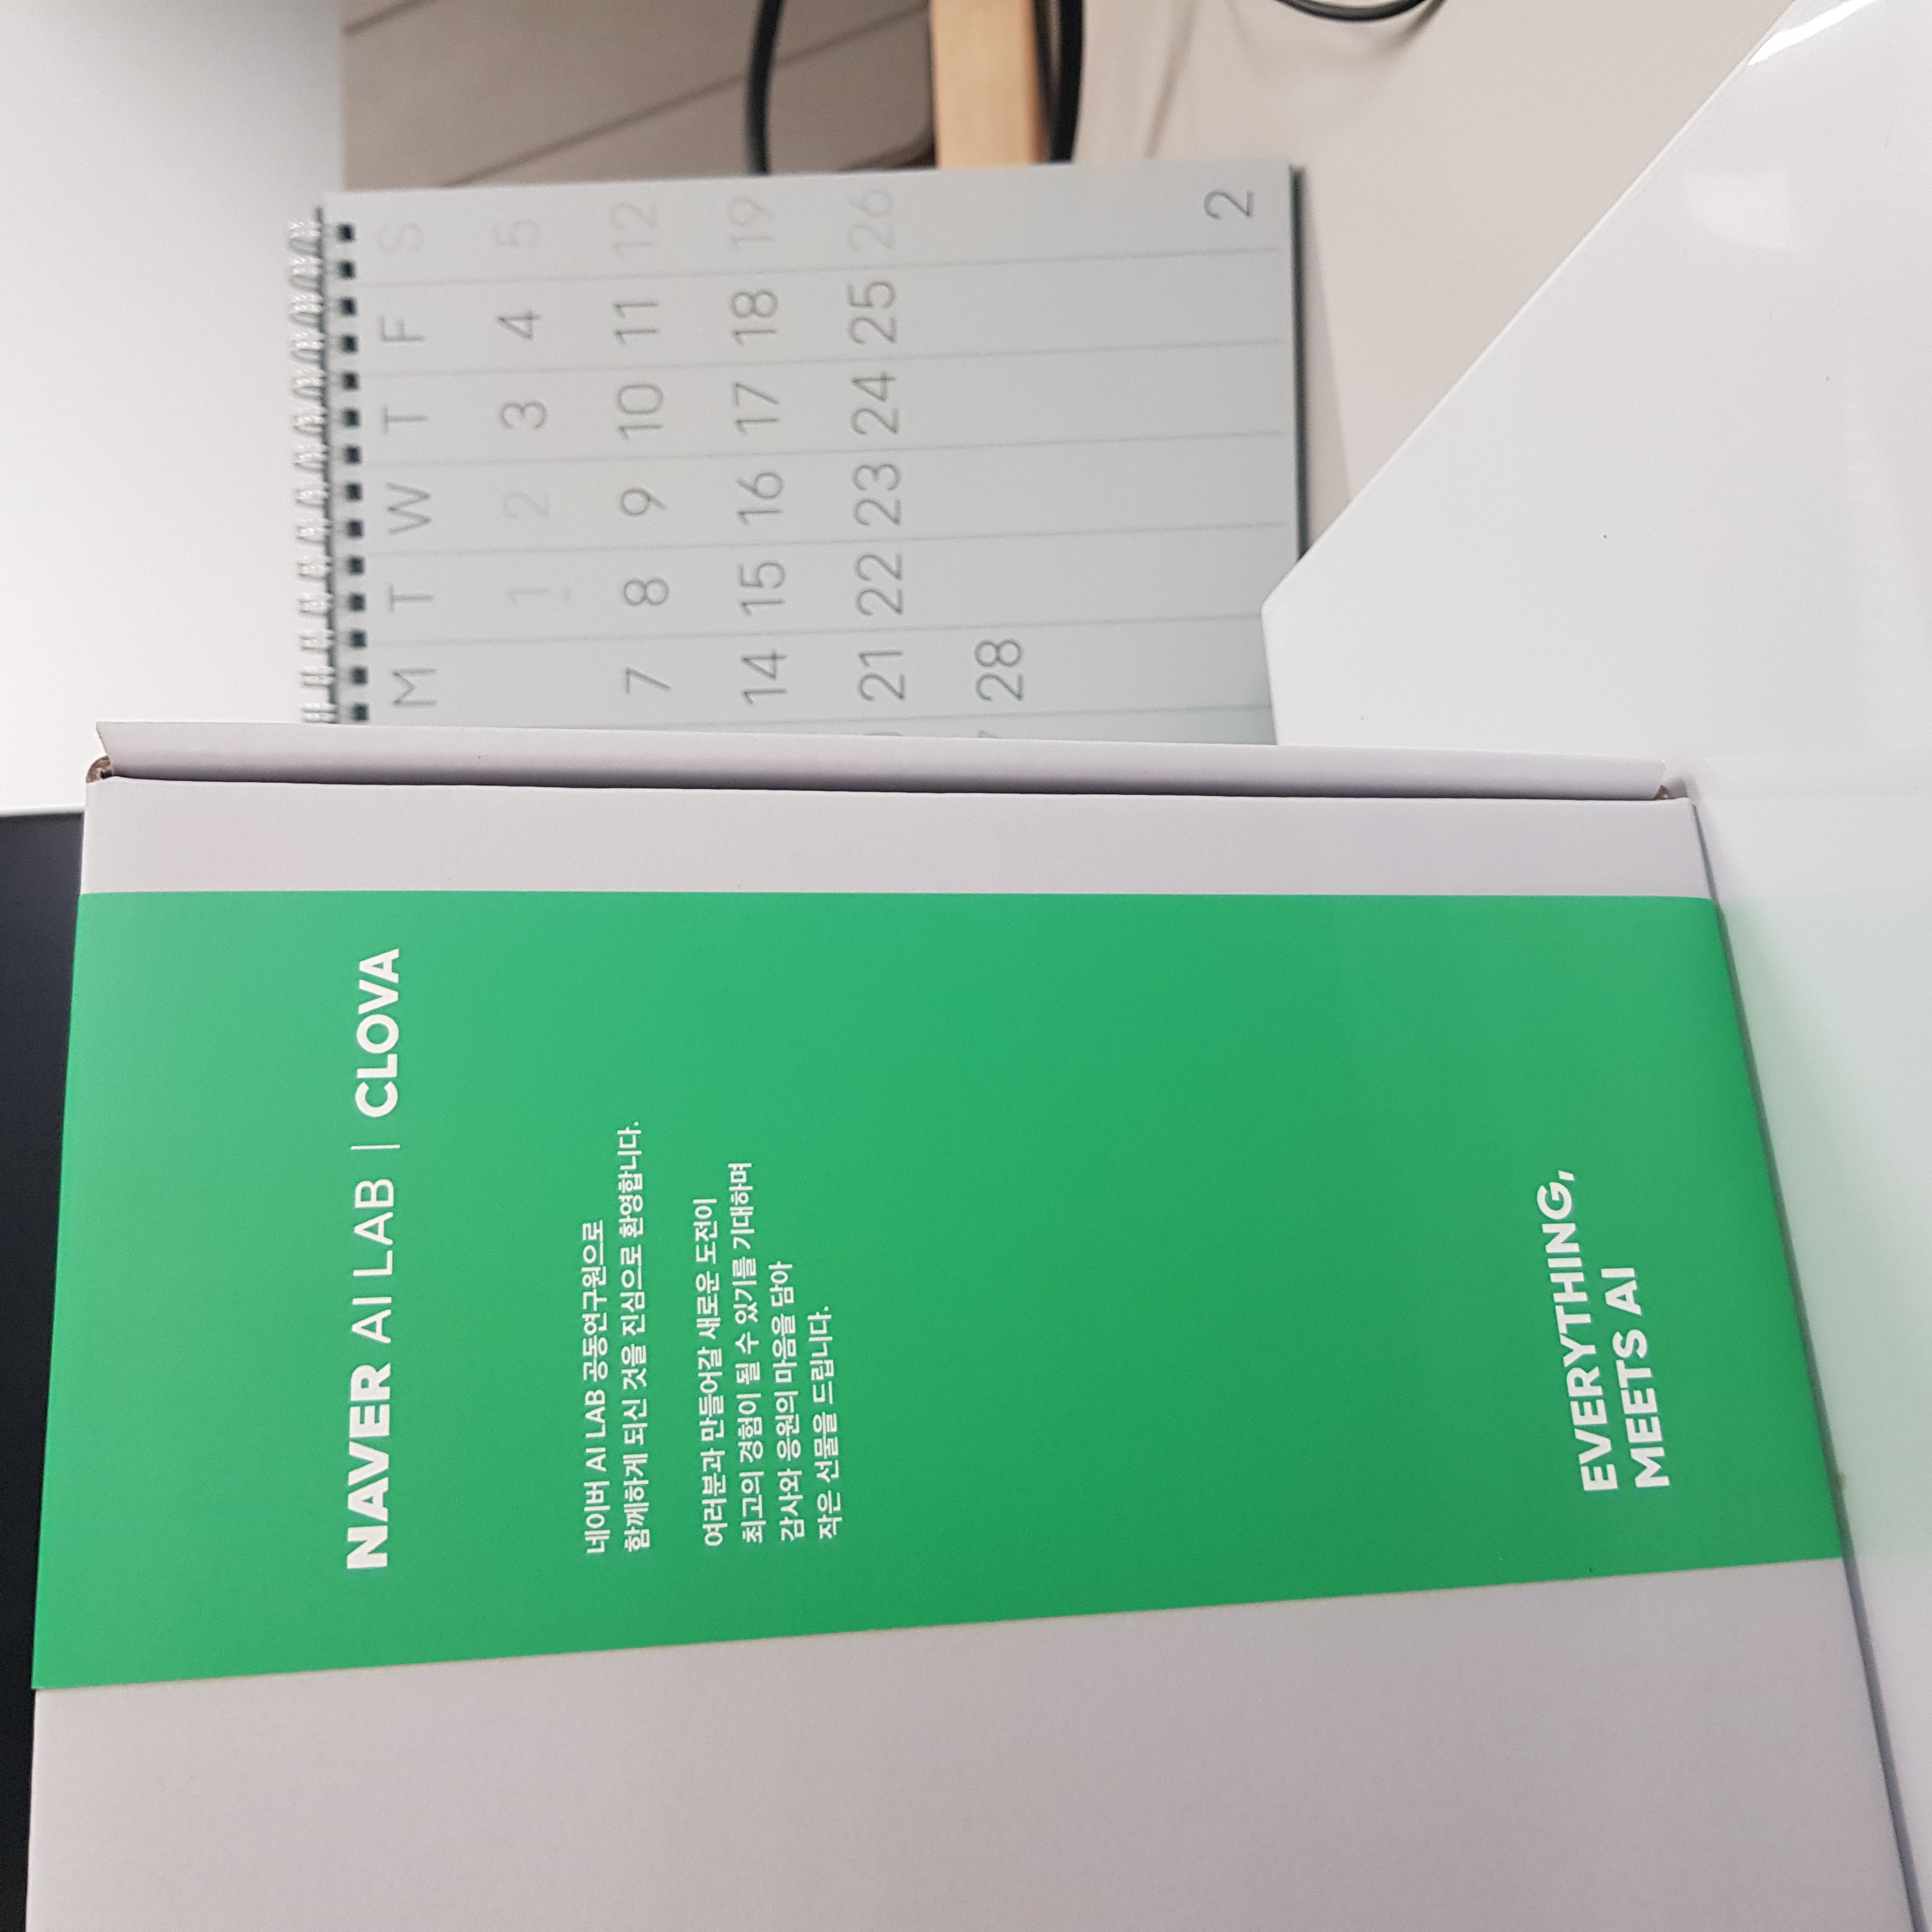 NAVER AI LAB | CLOVA
네이버 AI LAB 공동연구원으로
함께하게 되신 것을 진심으로 환영합니다.
여러분과 만들어갈 새로운 도전이
최고의 경험이 될 수 있기를 기대하며
감사와 응원의 마음을 담아
작은 선물을 드립니다.
EVERYTHING,
MEETS AI
M T W T F S
1 2 3 4 5
7 8 9 10 11 12
14 15 16 17 18 19
21 22 23 24 25 26
28
2